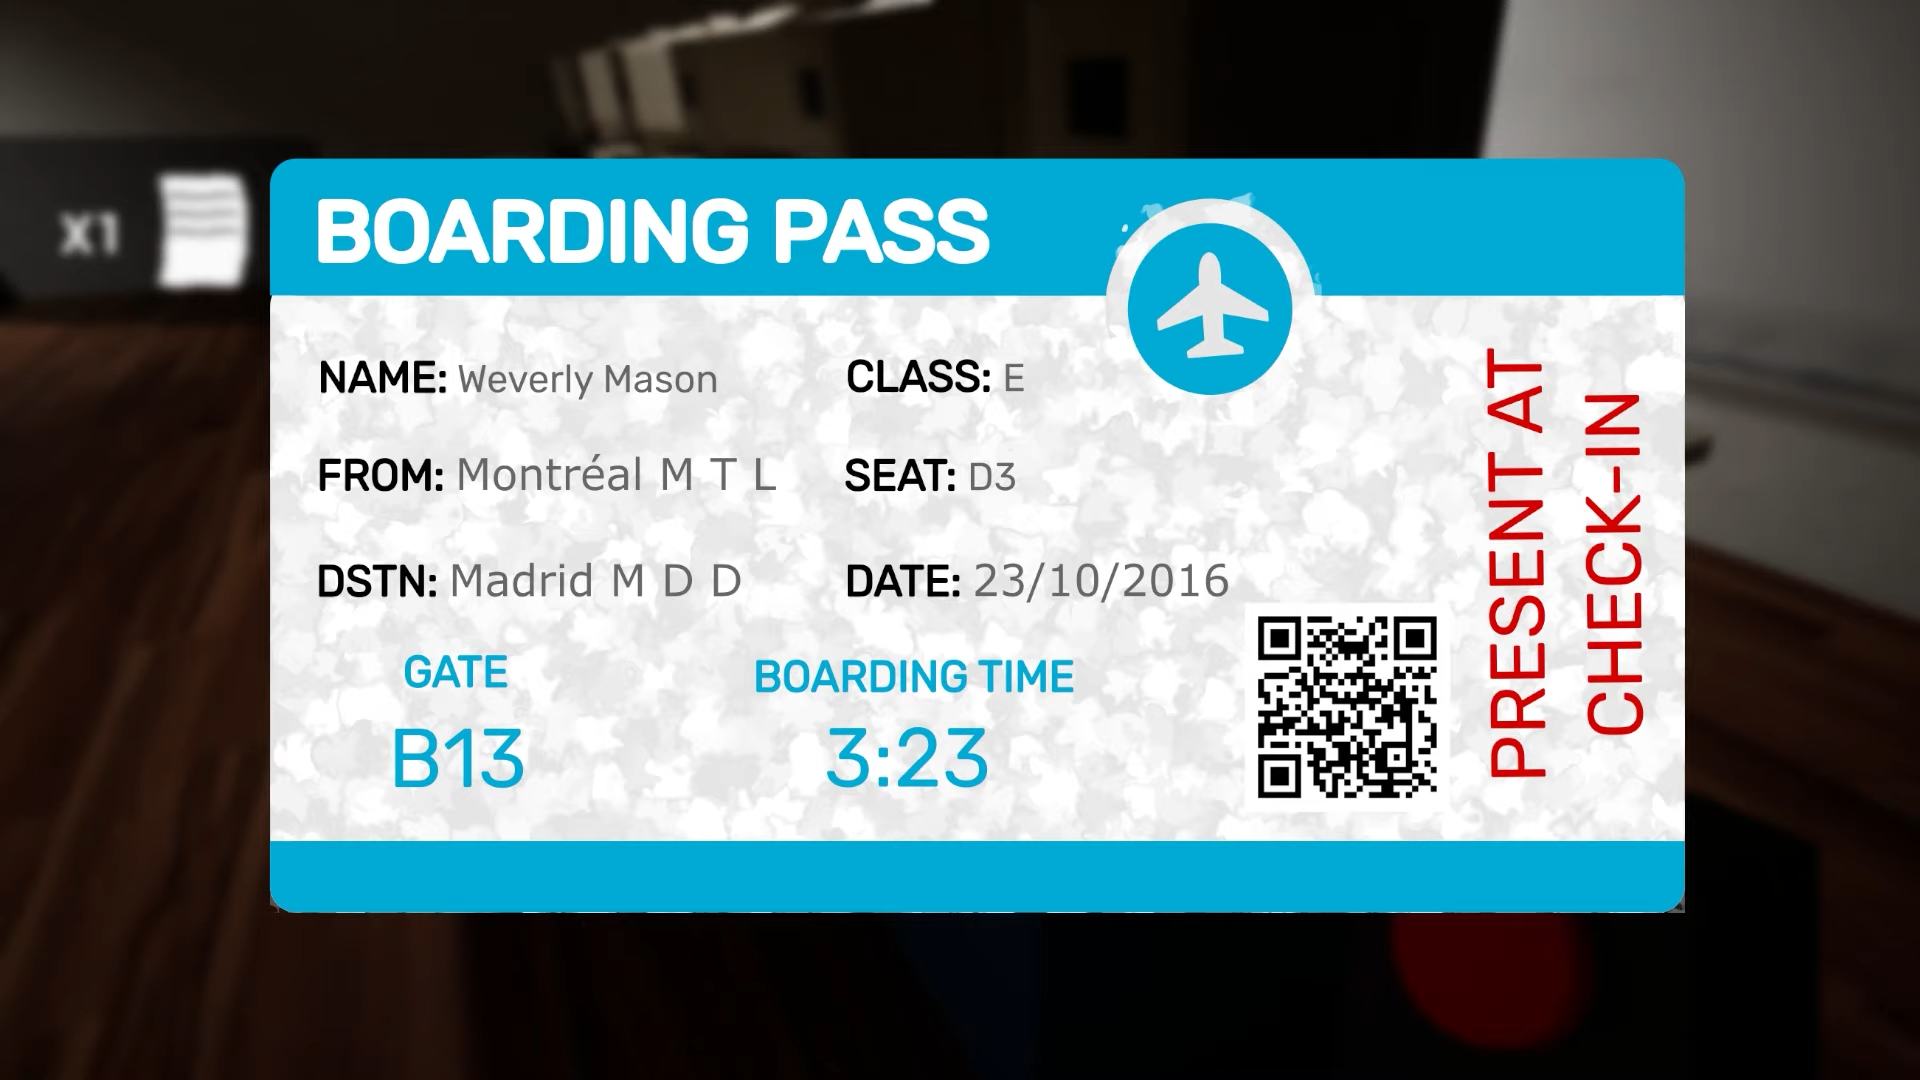 X1
BOARDING PASS
NAME: Weverly Mason
CLASS: E
FROM: Montréal M T L
SEAT: D3
DSTN: Madrid M D D
DATE: 23/10/2016
GATE
BOARDING TIME
B13
3:23
PRESENT AT
CHECK-IN